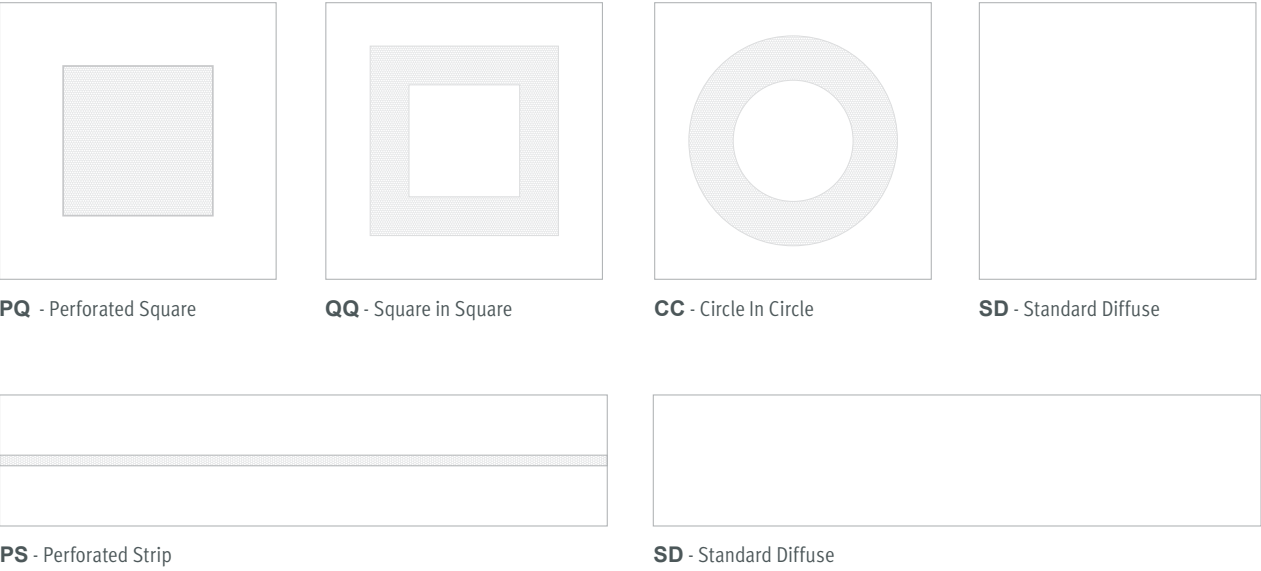 PQ - Perforated Square
QQ - Square in Square
CC - Circle In Circle
SD - Standard Diffuse
PS - Perforated Strip
SD - Standard Diffuse